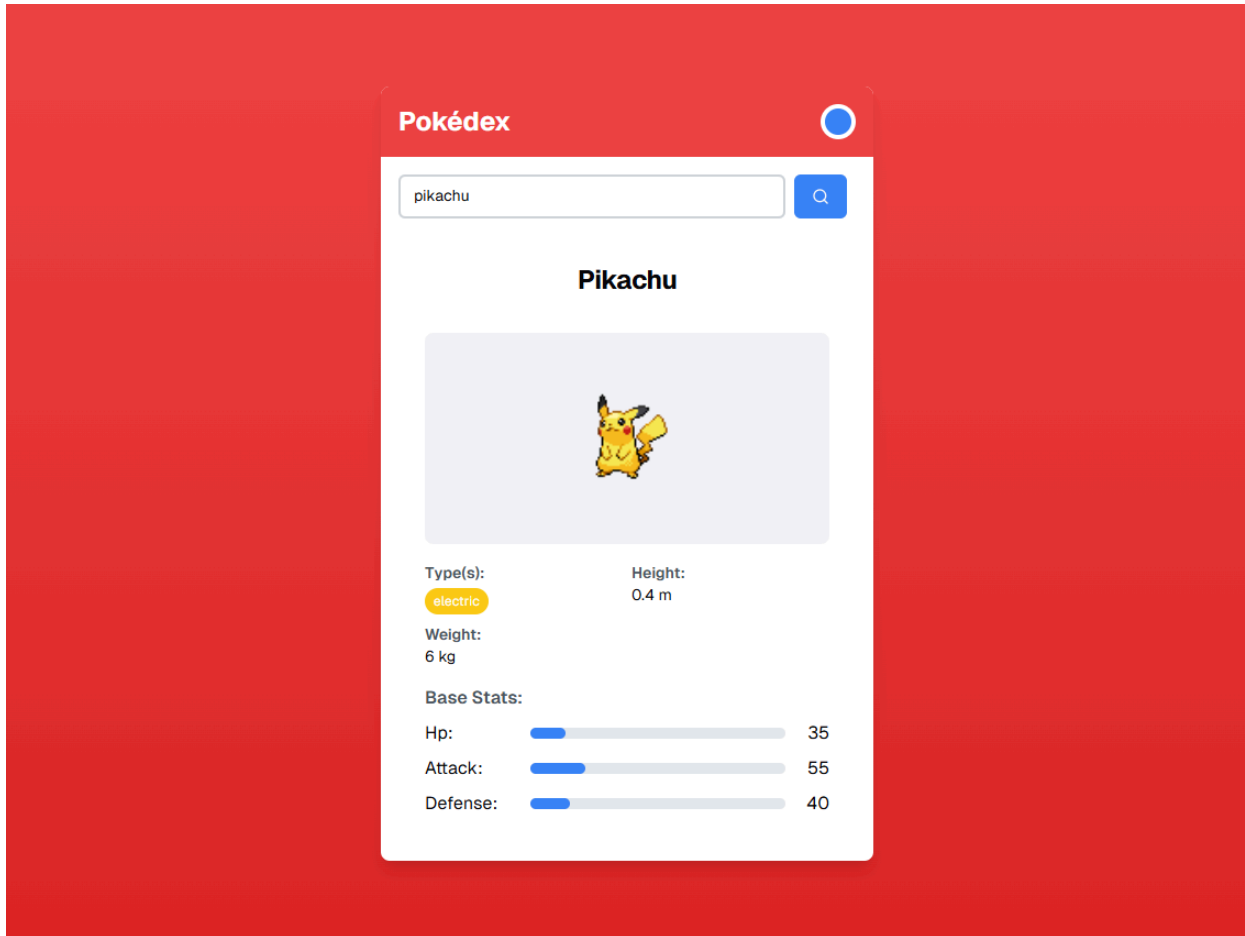 Pokédex
pikachu
Pikachu
Type(s): Height:
electric 0.4 m
Weight:
6 kg
Base Stats:
Hp: 35
Attack: 55
Defense: 40